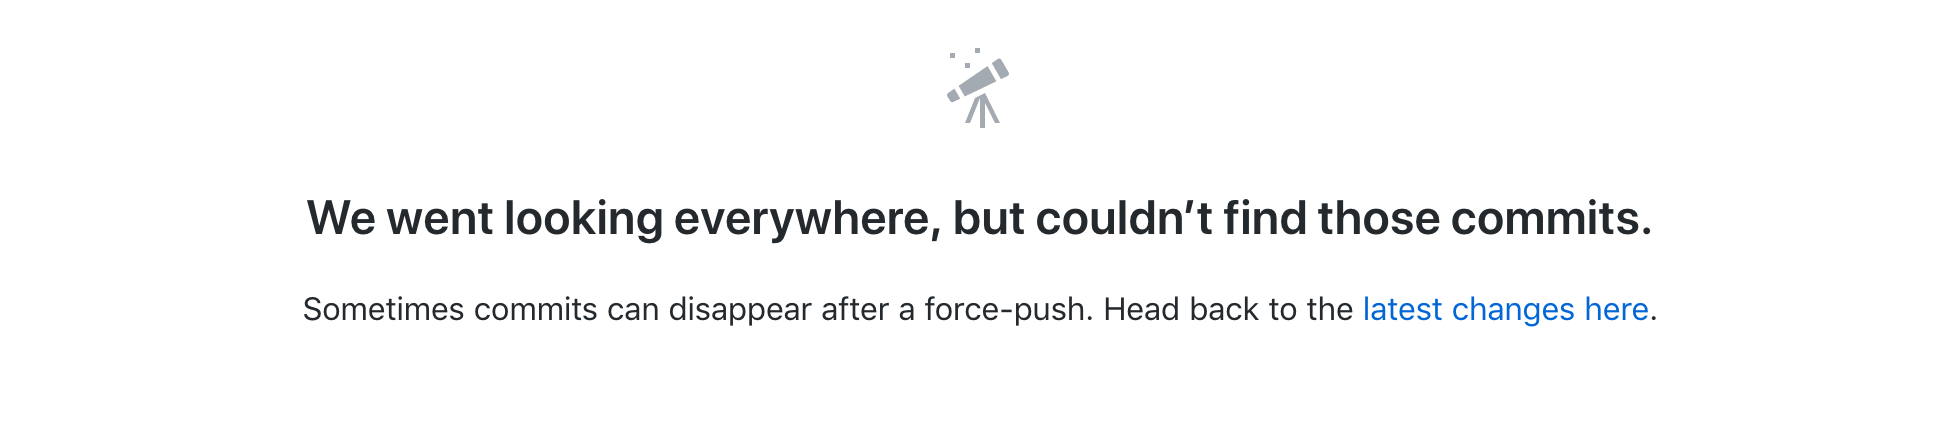 We went looking everywhere, but couldn’t find those commits.
Sometimes commits can disappear after a force-push. Head back to the latest changes here.